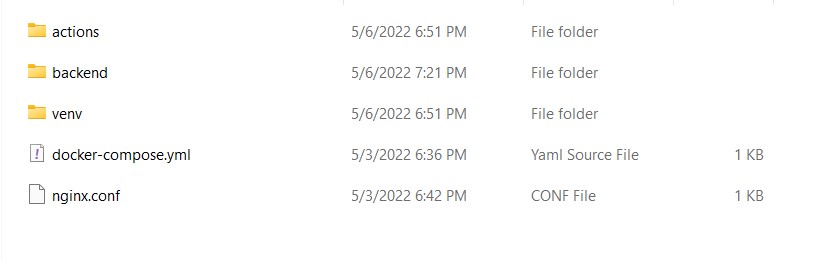 actions 5/6/2022 6:51 PM File folder
backend 5/6/2022 7:21 PM File folder
venv 5/6/2022 6:51 PM File folder
docker-compose.yml 5/3/2022 6:36 PM Yaml Source File 1 KB
nginx.conf 5/3/2022 6:42 PM CONF File 1 KB